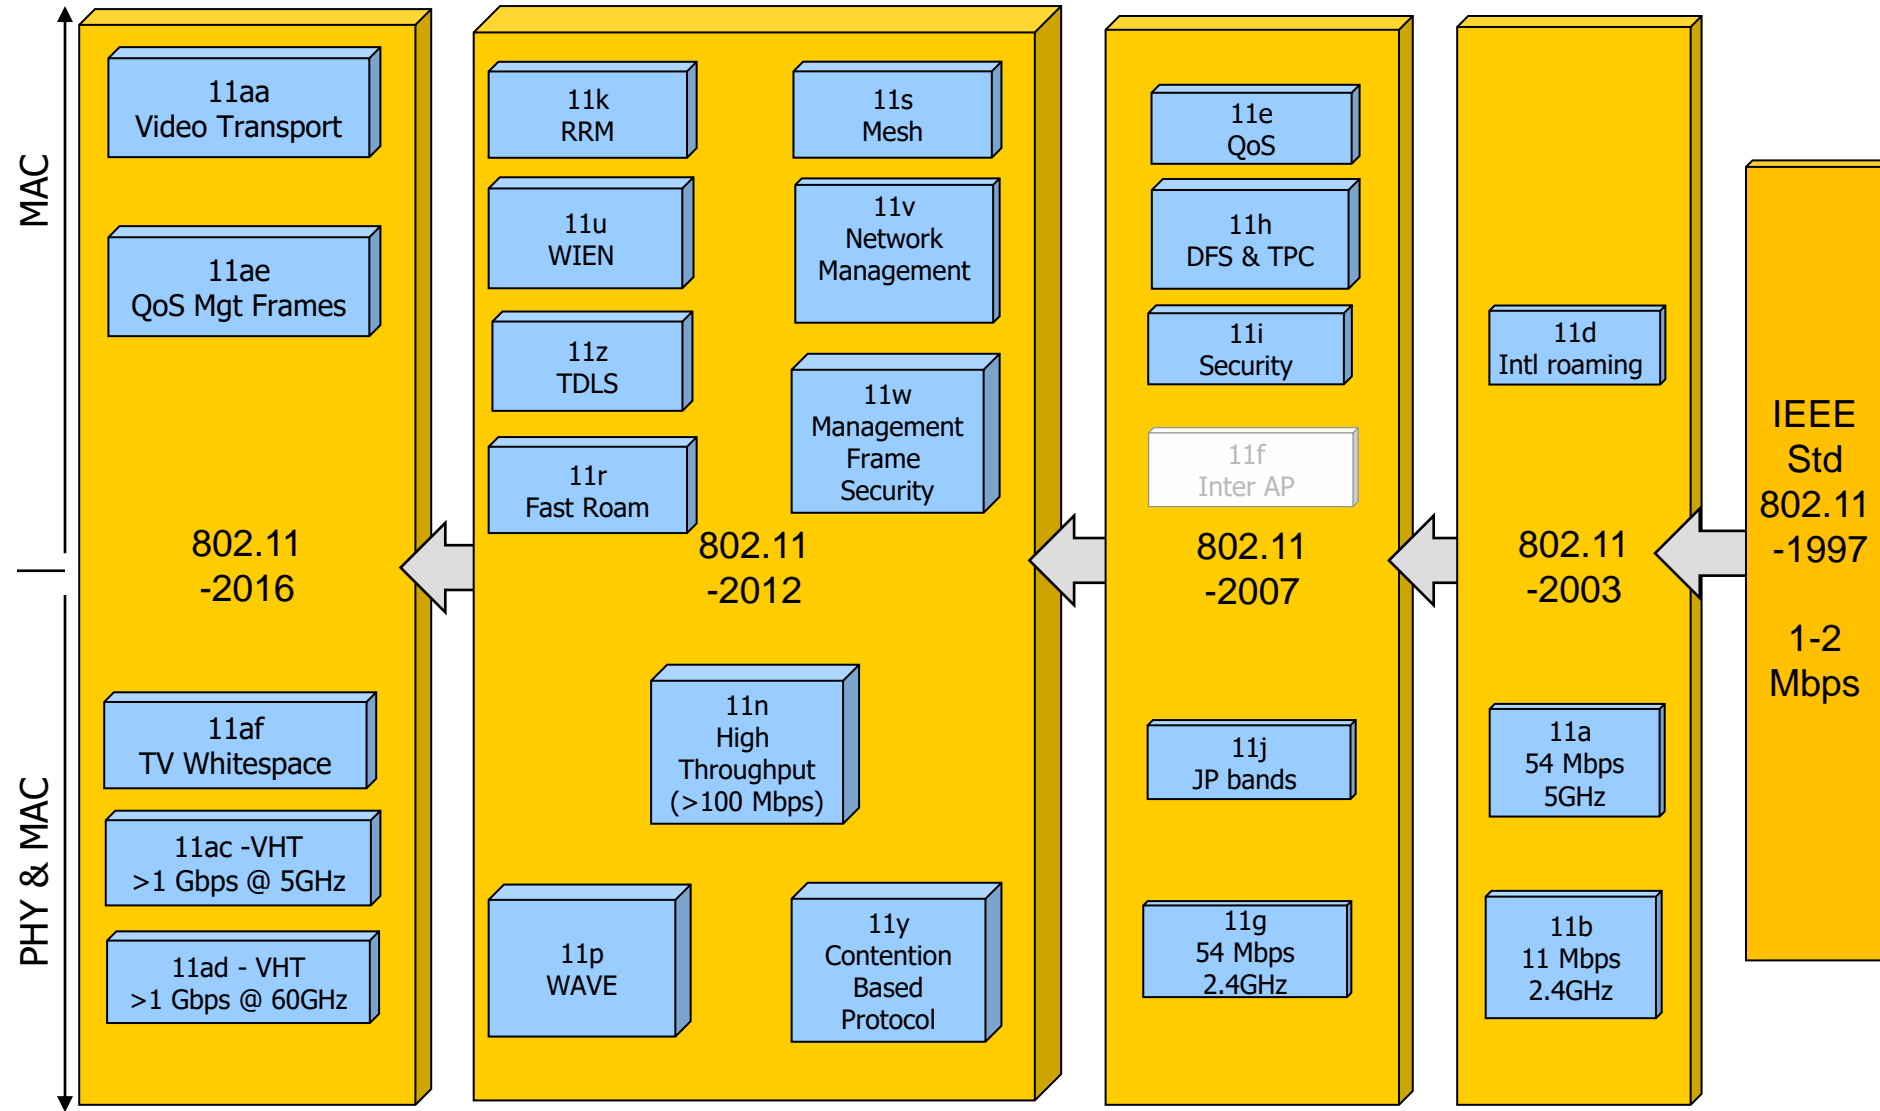 MAC
PHY & MAC
11aa
Video Transport
11ae
QoS Mgt Frames
802.11
-2016
11af
TV Whitespace
11ac -VHT
>1 Gbps @ 5GHz
11ad - VHT
>1 Gbps @ 60GHz
11k
RRM
11s
Mesh
11u
WIEN
11v
Network
Management
11z
TDLS
11w
Management
Frame
Security
11r
Fast Roam
802.11
-2012
11n
High
Throughput
(>100 Mbps)
11p
WAVE
11y
Contention
Based
Protocol
11e
QoS
11h
DFS & TPC
11i
Security
11f
Inter AP
802.11
-2007
11j
JP bands
11g
54 Mbps
2.4GHz
11d
Intl roaming
802.11
-2003
11a
54 Mbps
5GHz
11b
11 Mbps
2.4GHz
IEEE
Std
802.11
-1997
1-2
Mbps